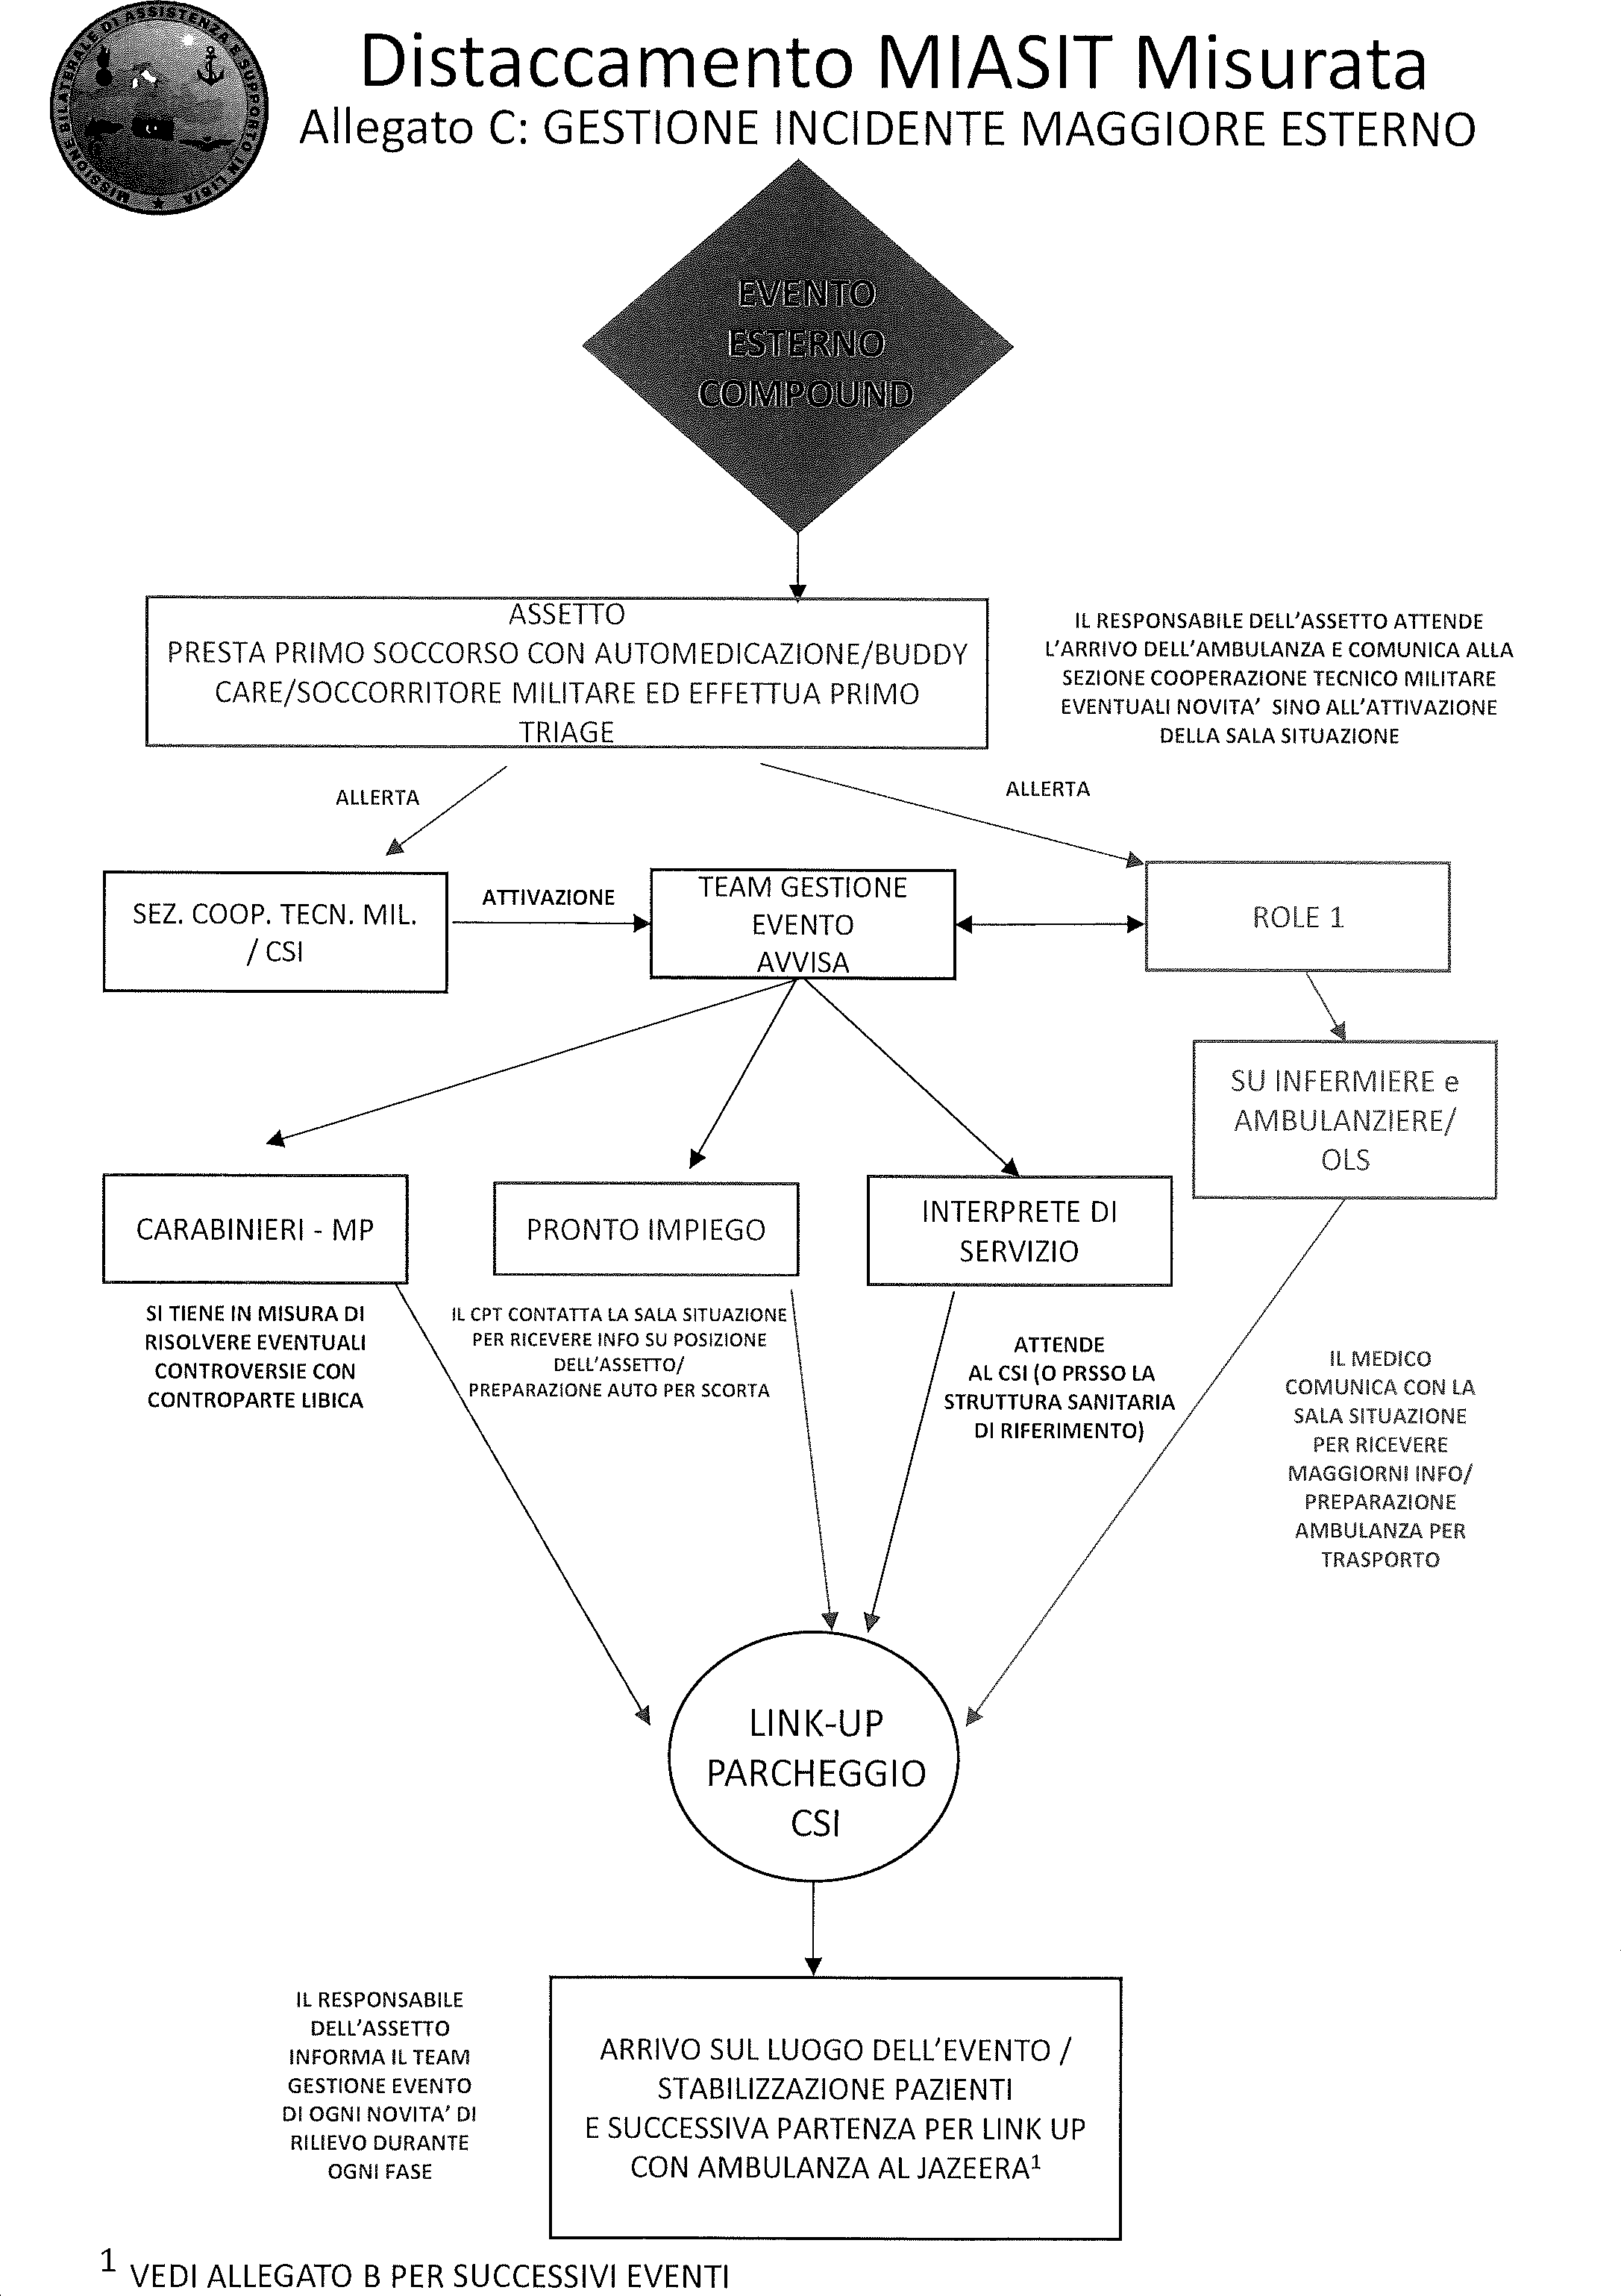 MISSIONE BILATERALE DI ASSISTENZA E SUPPORTO IN LIBIA
Distaccamento MIASIT Misurata
Allegato C: GESTIONE INCIDENTE MAGGIORE ESTERNO
EVENTO
ESTERNO
COMPOUND
ASSETTO
PRESTA PRIMO SOCCORSO CON AUTOMEDICAZIONE/BUDDY
CARE/SOCCORRITORE MILITARE ED EFFETTUA PRIMO
TRIAGE
IL RESPONSABILE DELL'ASSETTO ATTENDE
L'ARRIVO DELL'AMBULANZA E COMUNICA ALLA
SEZIONE COOPERAZIONE TECNICO MILITARE
EVENTUALI NOVITA' SINO ALL'ATTIVAZIONE
DELLA SALA SITUAZIONE
ALLERTA
ALLERTA
SEZ. COOP. TECN. MIL.
/ CSI
ATTIVAZIONE
TEAM GESTIONE
EVENTO
AVVISA
ROLE 1
SU INFERMIERE e
AMBULANZIERE/
OLS
CARABINIERI - MP
PRONTO IMPIEGO
INTERPRETE DI
SERVIZIO
SI TIENE IN MISURA DI
RISOLVERE EVENTUALI
CONTROVERSIE CON
CONTROPARTE LIBICA
IL CPT CONTATTA LA SALA SITUAZIONE
PER RICEVERE INFO SU POSIZIONE
DELL'ASSETTO/
PREPARAZIONE AUTO PER SCORTA
ATTENDE
AL CSI (O PRSSO LA
STRUTTURA SANITARIA
DI RIFERIMENTO)
IL MEDICO
COMUNICA CON LA
SALA SITUAZIONE
PER RICEVERE
MAGGIORNI INFO/
PREPARAZIONE
AMBULANZA PER
TRASPORTO
LINK-UP
PARCHEGGIO
CSI
IL RESPONSABILE
DELL'ASSETTO
INFORMA IL TEAM
GESTIONE EVENTO
DI OGNI NOVITA' DI
RILIEVO DURANTE
OGNI FASE
ARRIVO SUL LUOGO DELL'EVENTO /
STABILIZZAZIONE PAZIENTI
E SUCCESSIVA PARTENZA PER LINK UP
CON AMBULANZA AL JAZEERA¹
¹ VEDI ALLEGATO B PER SUCCESSIVI EVENTI